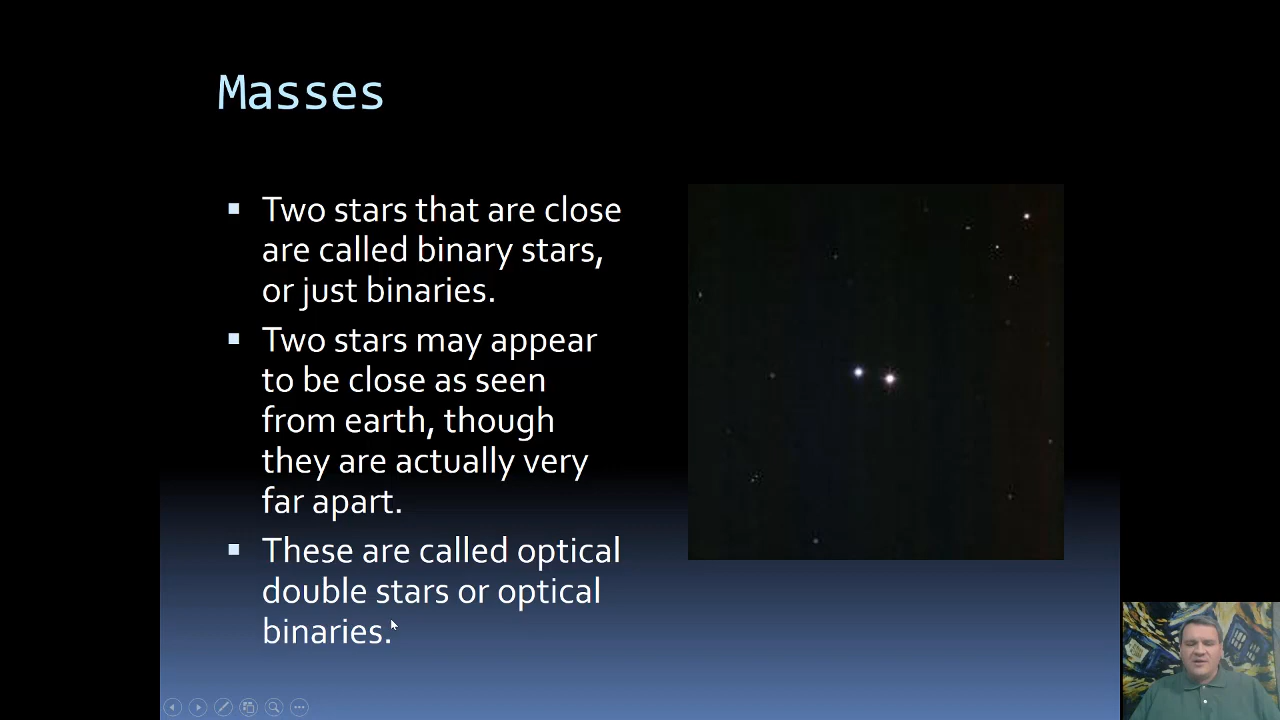 Masses
Two stars that are close
are called binary stars,
or just binaries.
Two stars may appear
to be close as seen
from earth, though
they are actually very
far apart.
These are called optical
double stars or optical
binaries.